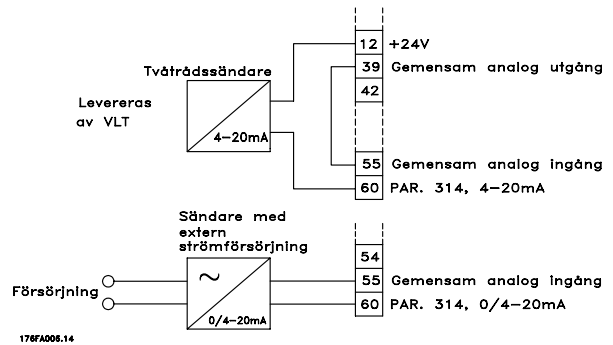 12 +24V
39 Gemensam analog utgång
Tvåtrådssändare
42
Levereras
av VLT
4-20mA
55 Gemensam analog ingång
60 PAR. 314, 4-20mA
Sändare med
extern
strömförsörjning
54
~
55 Gemensam analog ingång
Försörjning
60 PAR. 314, 0/4-20mA
0/4-20mA
176FA006.14